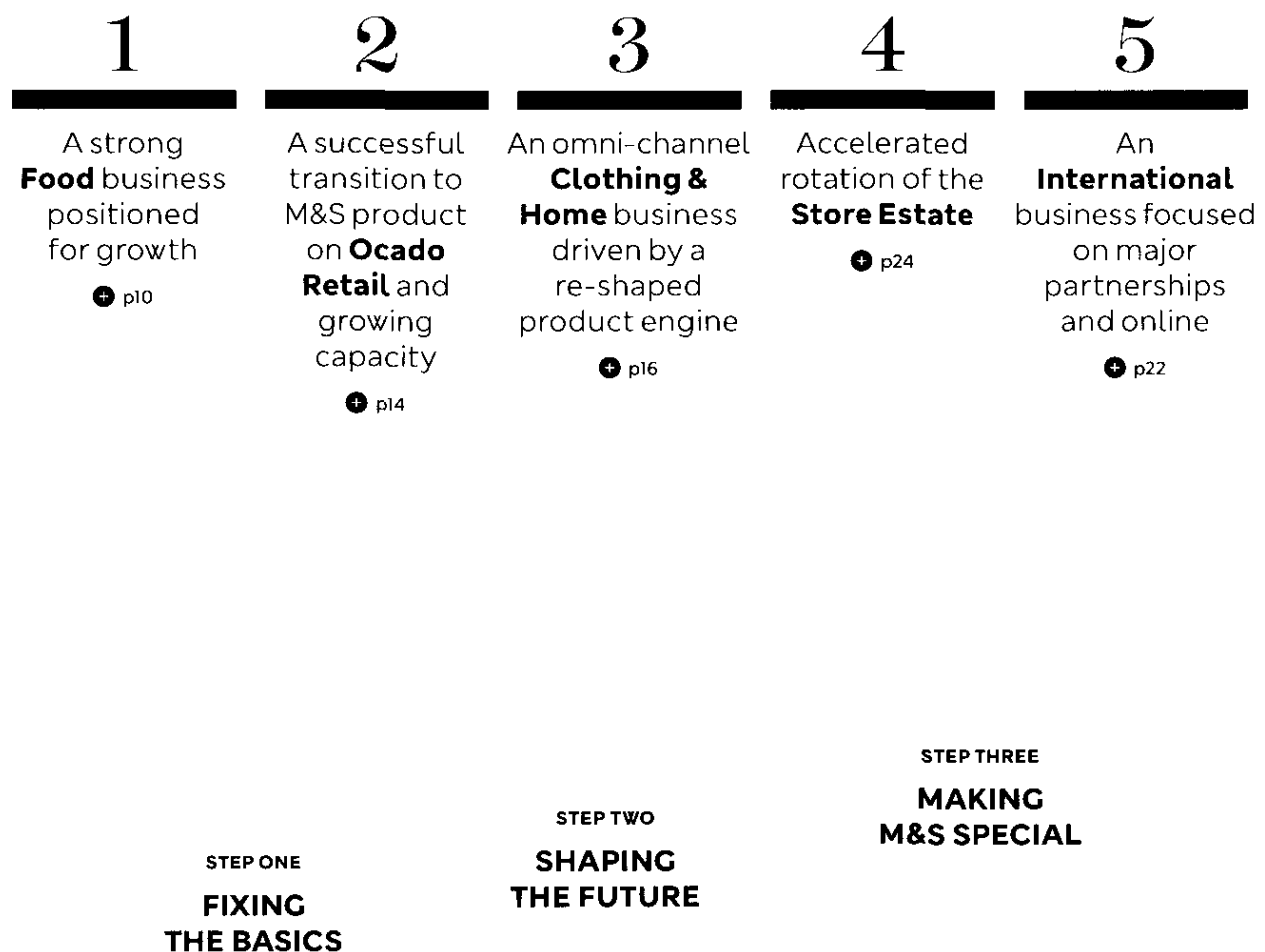 1
A strong
Food business
positioned
for growth
+ p10
2
A successful
transition to
M&S product
on Ocado
Retail and
growing
capacity
+ p14
3
An omni-channel
Clothing &
Home business
driven by a
re-shaped
product engine
+ p16
4
Accelerated
rotation of the
Store Estate
+ p24
5
An
International
business focused
on major
partnerships
and online
+ p22
STEP ONE
FIXING
THE BASICS
STEP TWO
SHAPING
THE FUTURE
STEP THREE
MAKING
M&S SPECIAL